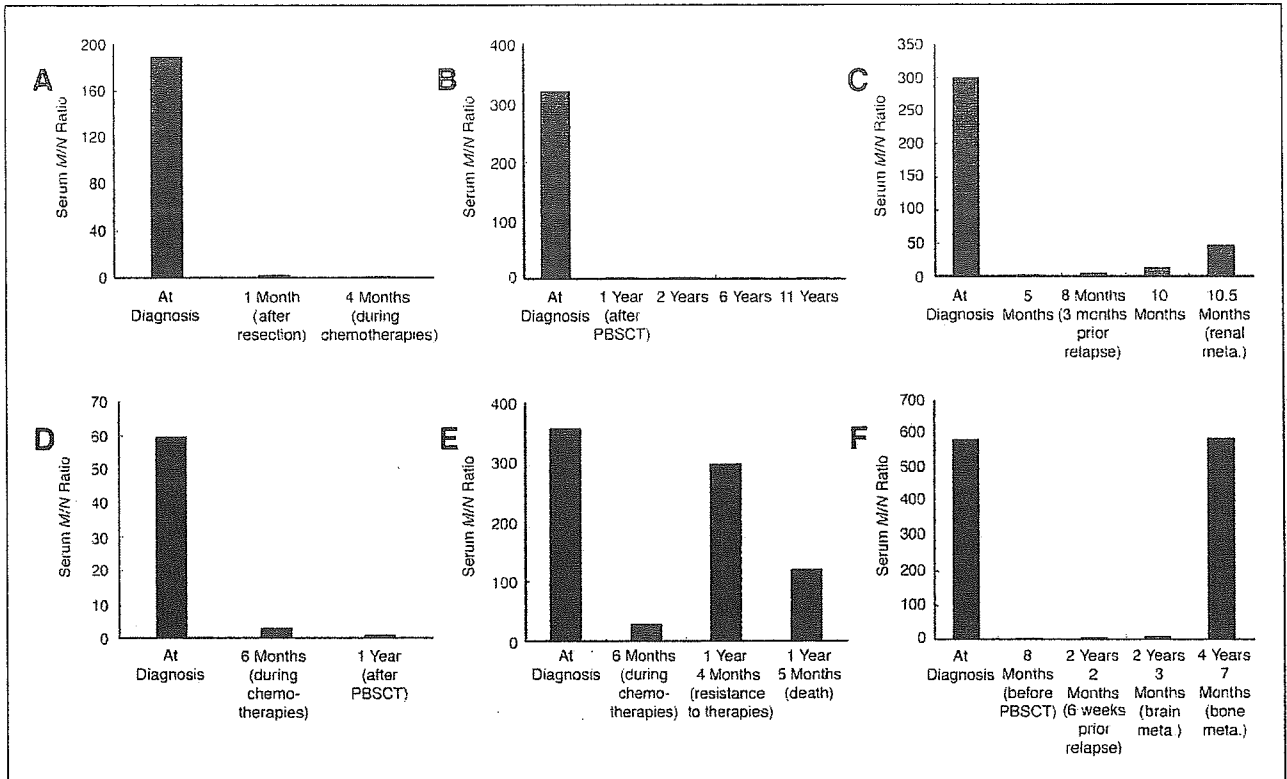 A
Serum M/N Ratio
200
160
120
80
40
0
At
Diagnosis
1 Month
(after
resection)
4 Months
(during
chemotherapies)
B
Serum M/N Ratio
400
300
200
100
0
At
Diagnosis
1 Year
(after
PBSCT)
2 Years
6 Years
11 Years
C
Serum M/N Ratio
350
300
250
200
150
100
50
0
At
Diagnosis
5
Months
8 Months
(3 months
prior
relapse)
10
Months
10.5
Months
(renal
meta.)
D
Serum M/N Ratio
70
60
50
40
30
20
10
0
At
Diagnosis
6 Months
(during
chemo-
therapies)
1 Year
(after
PBSCT)
E
Serum M/N Ratio
400
300
200
100
0
At
Diagnosis
6 Months
(during
chemo-
therapies)
1 Year
4 Months
(resistance
to therapies)
1 Year
5 Months
(death)
F
Serum M/N Ratio
700
600
500
400
300
200
100
0
At
Diagnosis
8
Months
(before
PBSCT)
2 Years
2
Months
(6 weeks
prior
relapse)
2 Years
3
Months
(brain
meta.)
4 Years
7
Months
(bone
meta.)